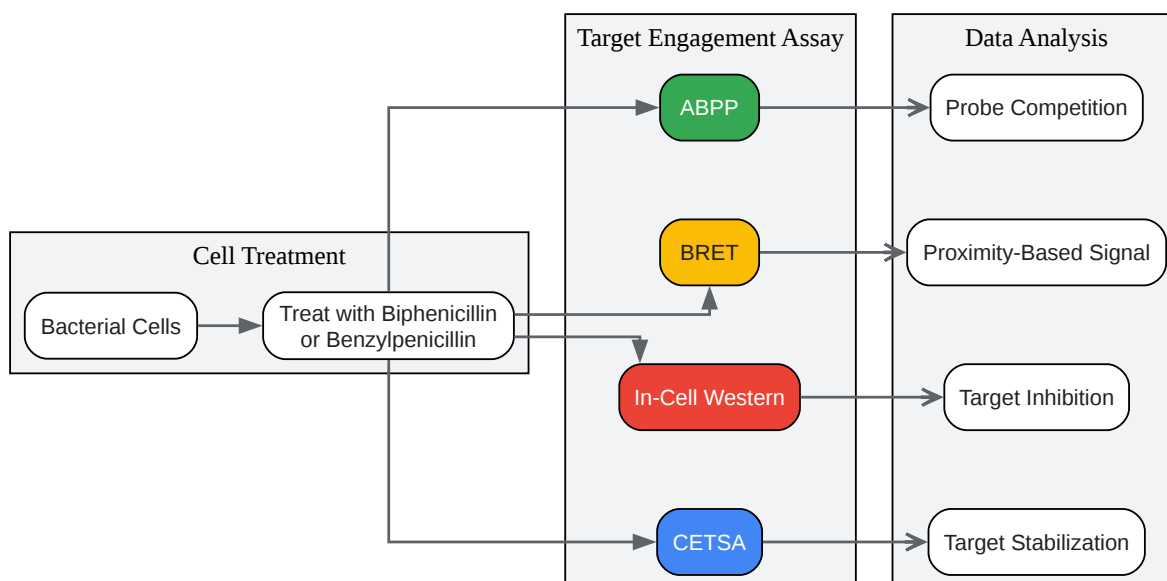 Target Engagement Assay
Data Analysis
ABPP
Probe Competition
Cell Treatment
BRET
Proximity-Based Signal
Bacterial Cells
Treat with Biphenicillin
or Benzylpenicillin
In-Cell Western
Target Inhibition
CETSA
Target Stabilization